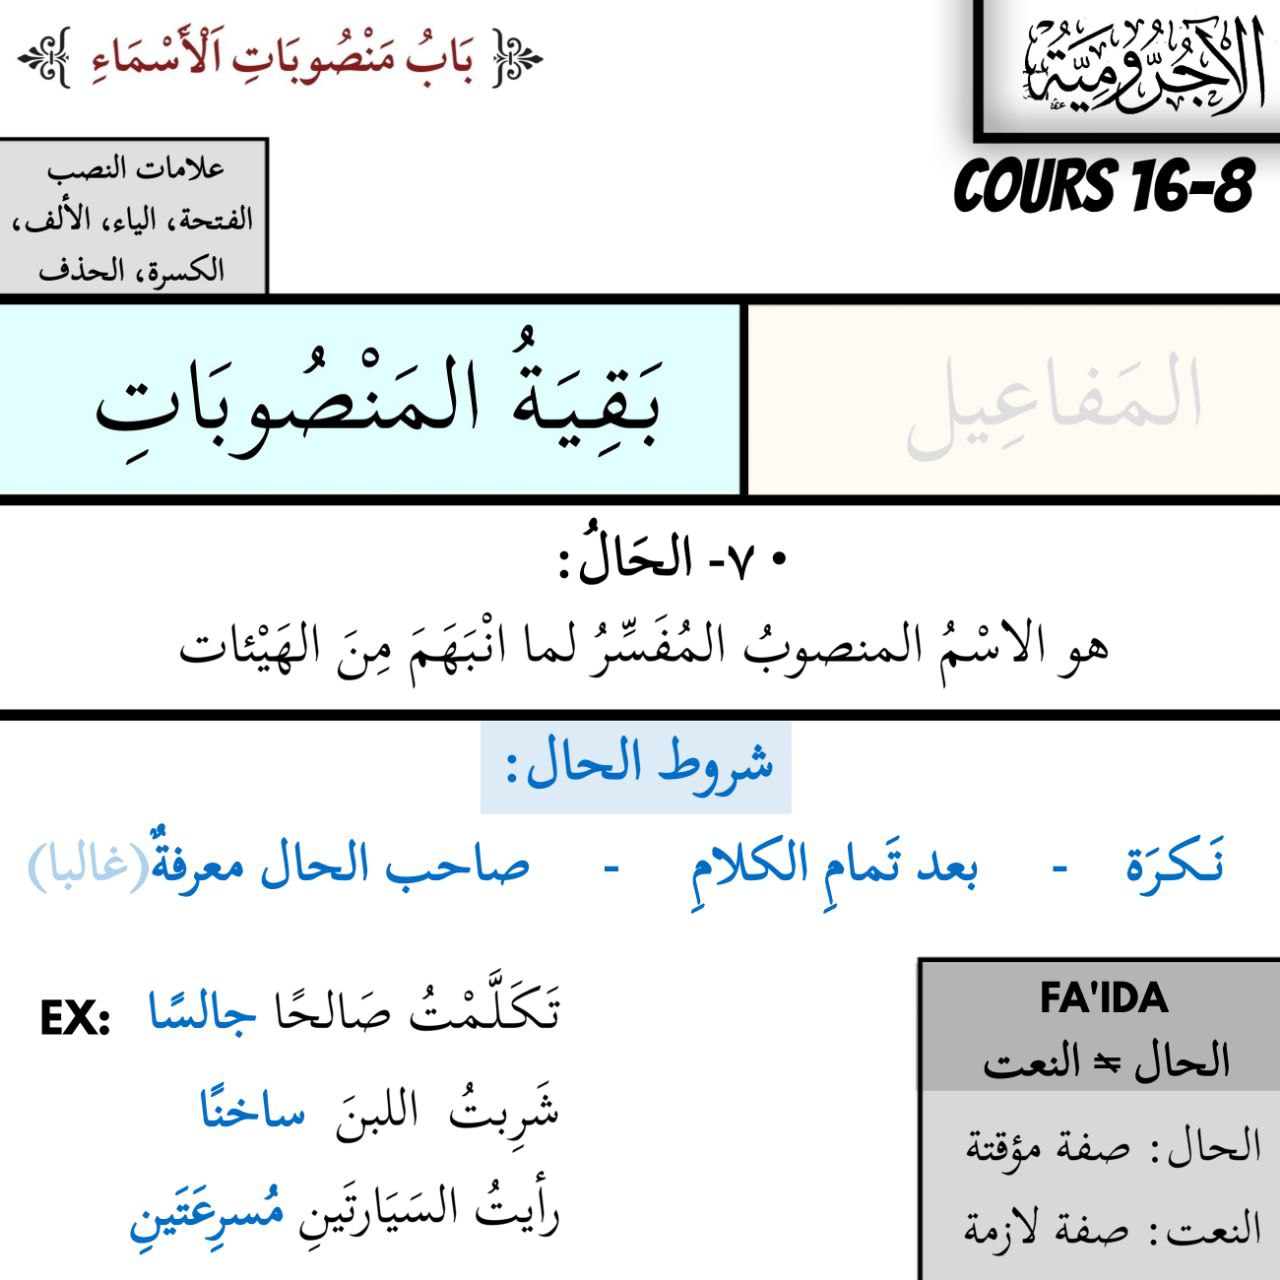 الآجُرُّومِيَّةُ
بَابُ مَنْصُوبَاتِ اَلْأَسْمَاءِ
COURS 16-8
علامات النصب
الفتحة، الياء، الألف،
الكسرة، الحذف
المَفاعِيل
بَقِيَةُ المَنْصُوبَاتِ
• ٧- الحَالُ:
هو الاسْمُ المنصوبُ المُفَسِّرُ لما انْبَهَمَ مِنَ الهَيْئات
شروط الحال:
نَكرَة - بعد تَمامِ الكلامِ - صاحب الحال معرفةٌ(غالبا)
EX: تَكَلَّمْتُ صَالحًا جالسًا
شَرِبتُ اللبنَ ساخنًا
رأيتُ السَيَارتَينِ مُسرِعَتَينِ
FA'IDA
الحال ≠ النعت
الحال: صفة مؤقتة
النعت: صفة لازمة